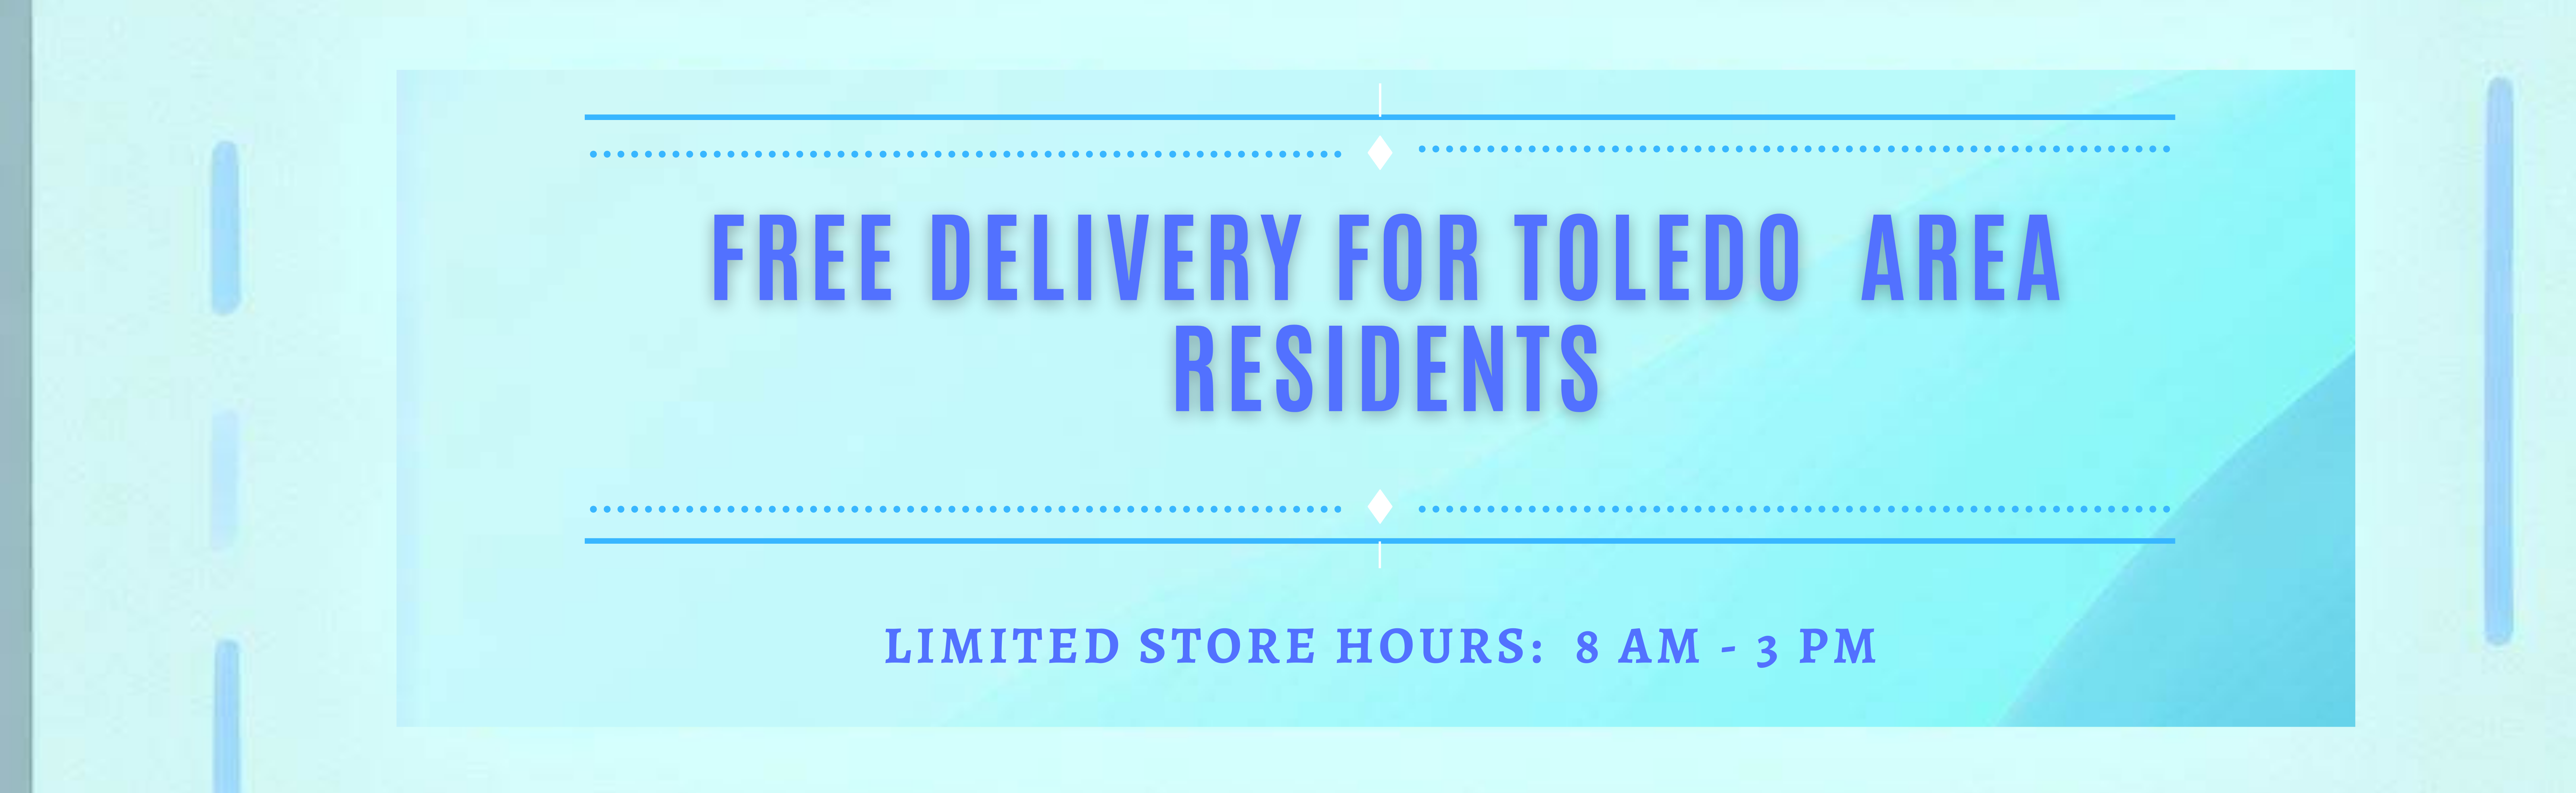 FREE DELIVERY FOR TOLEDO  AREA
RESIDENTS
LIMITED STORE HOURS:  8 AM - 3 PM